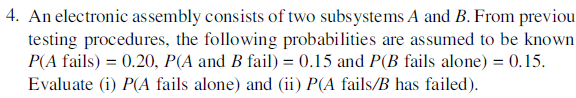 4. An electronic assembly consists of two subsystems A and B. From previou
testing procedures, the following probabilities are assumed to be known
P(A fails) = 0.20, P(A and B fail) = 0.15 and P(B fails alone) = 0.15.
Evaluate (i) P(A fails alone) and (ii) P(A fails/B has failed).